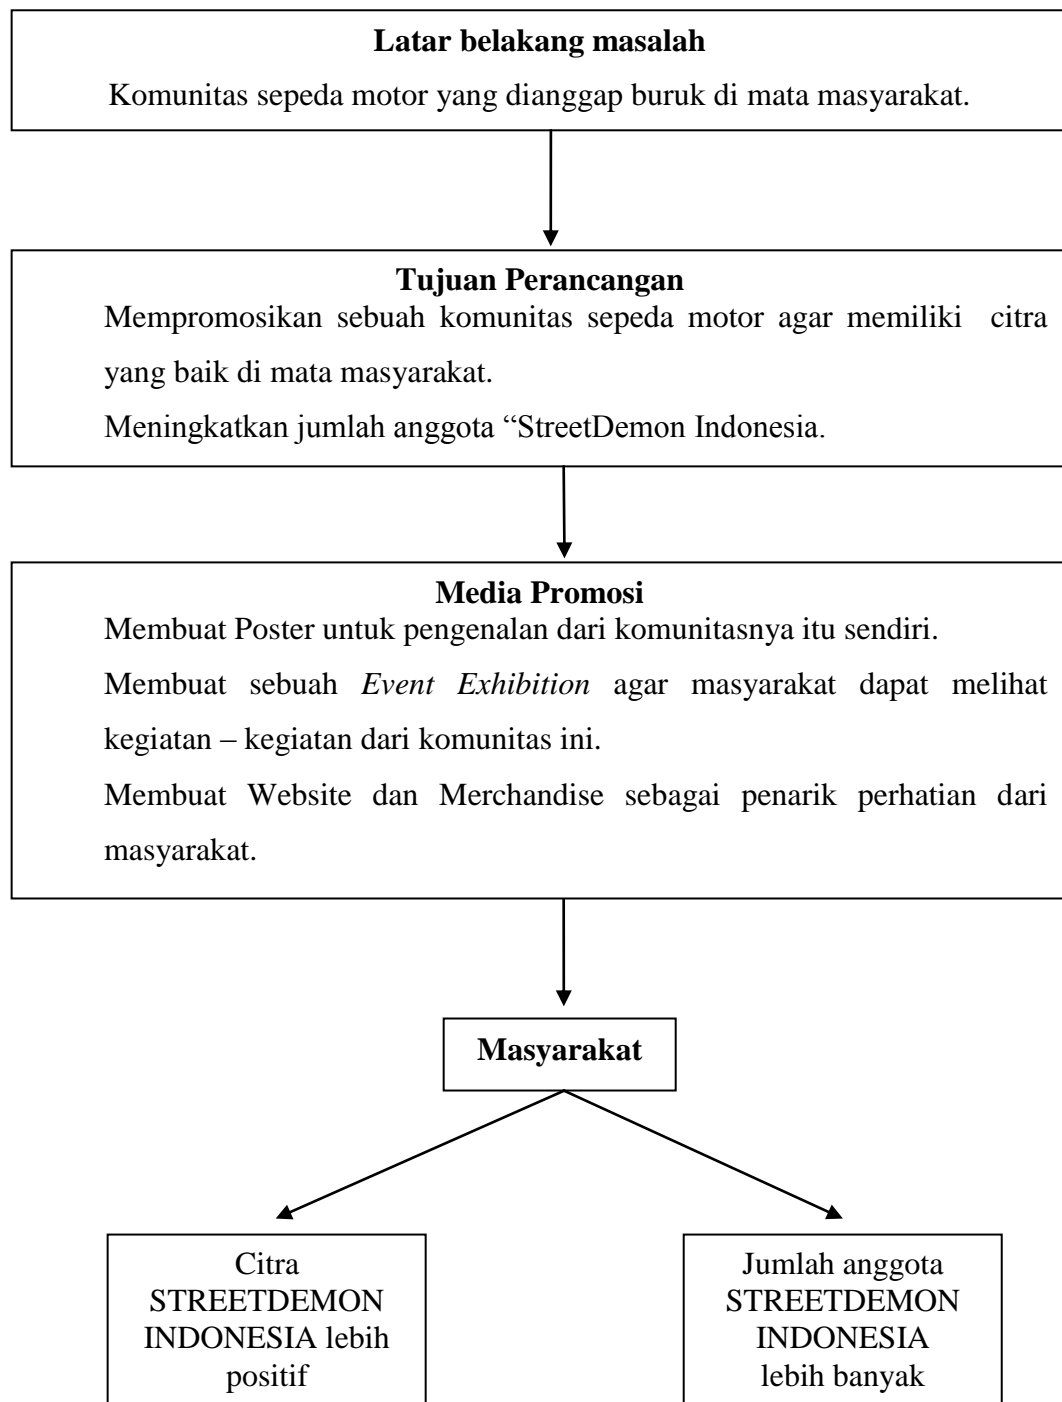 Latar belakang masalah
Komunitas sepeda motor yang dianggap buruk di mata masyarakat.
Tujuan Perancangan
Mempromosikan sebuah komunitas sepeda motor agar memiliki citra
yang baik di mata masyarakat.
Meningkatkan jumlah anggota “StreetDemon Indonesia.
Media Promosi
Membuat Poster untuk pengenalan dari komunitasnya itu sendiri.
Membuat sebuah Event Exhibition agar masyarakat dapat melihat
kegiatan – kegiatan dari komunitas ini.
Membuat Website dan Merchandise sebagai penarik perhatian dari
masyarakat.
Masyarakat
Citra
STREETDEMON
INDONESIA lebih
positif
Jumlah anggota
STREETDEMON
INDONESIA
lebih banyak